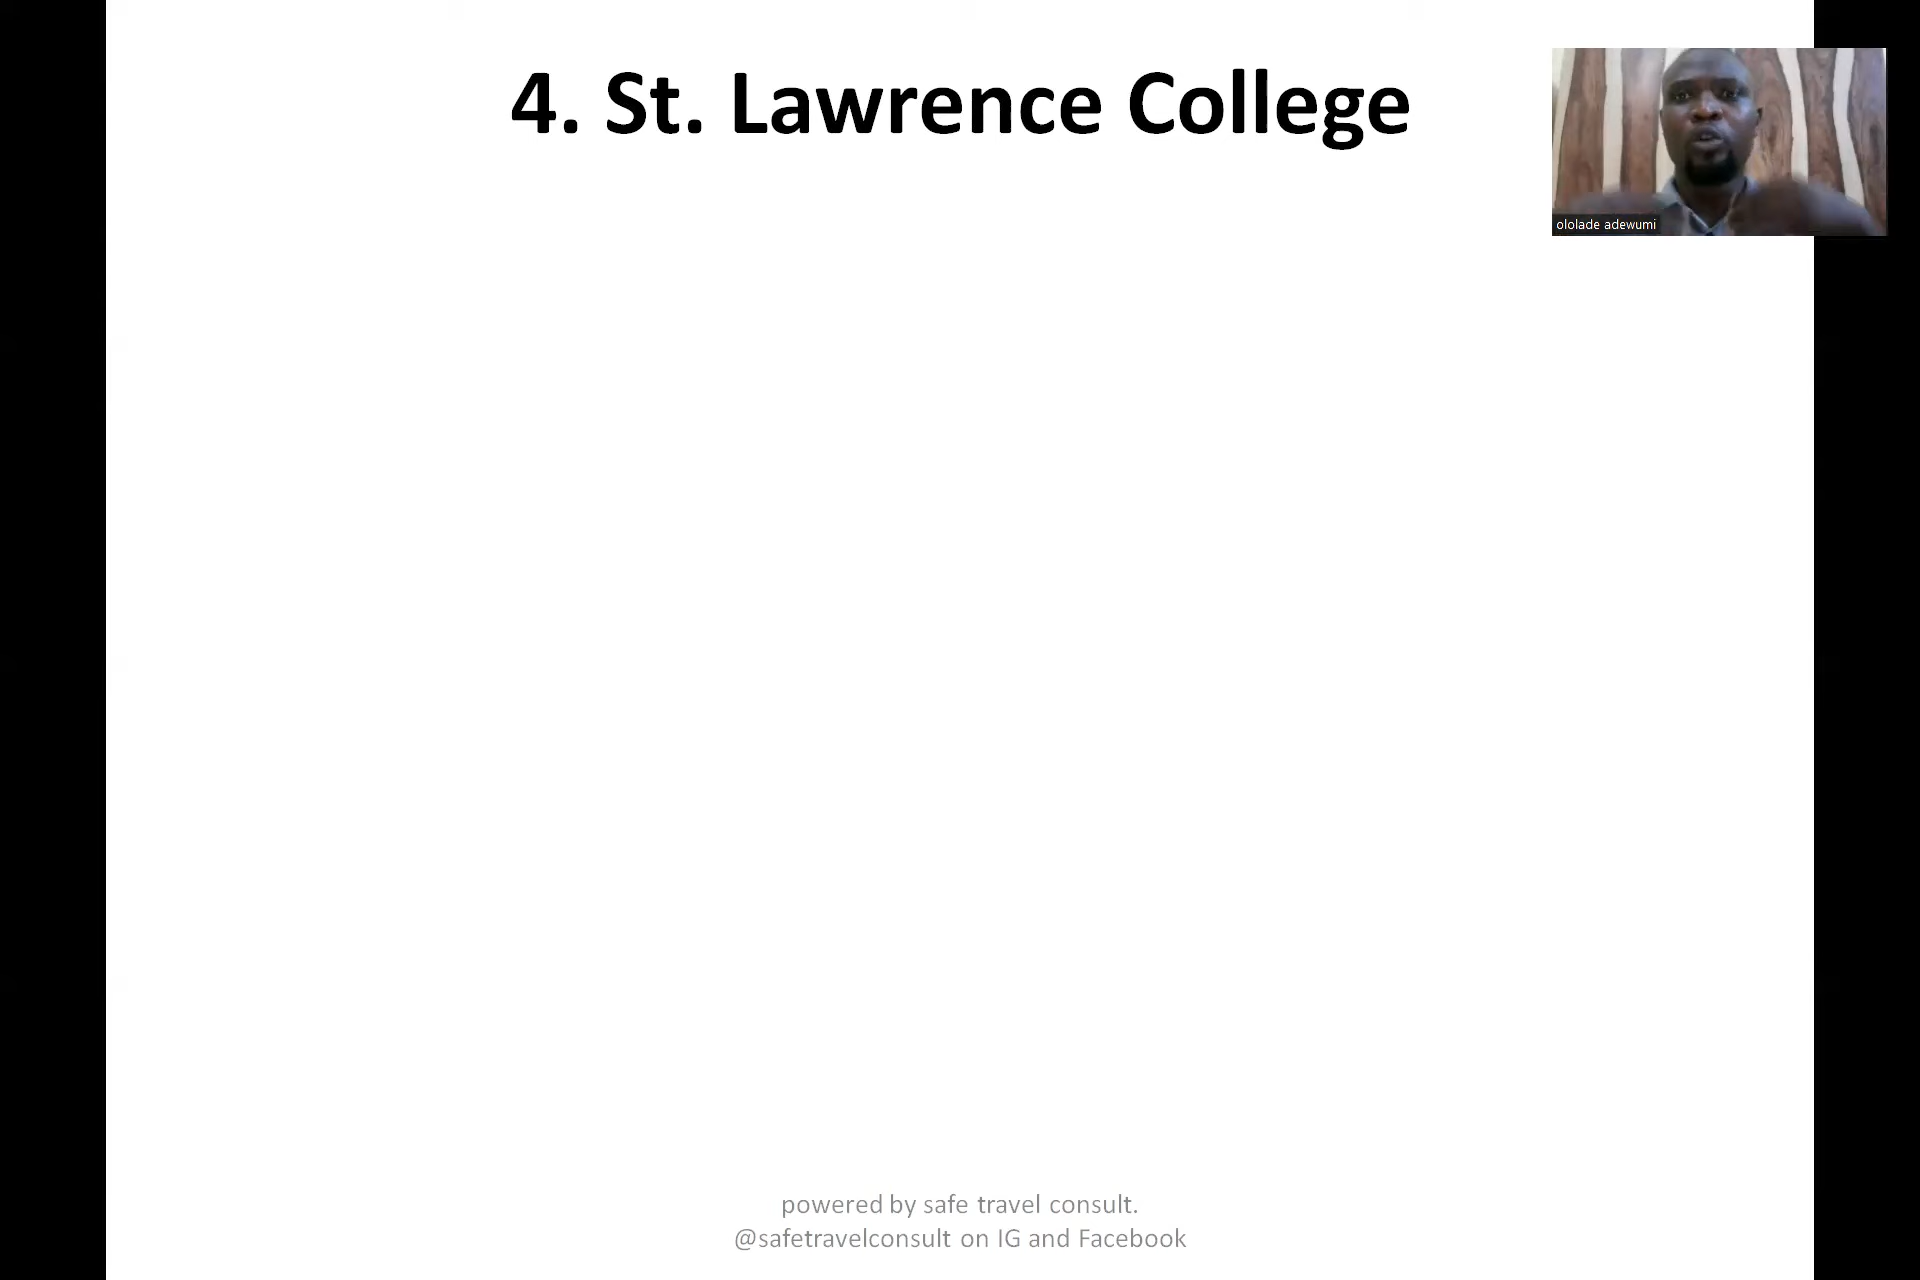 4. St. Lawrence College
ololade adewumi
powered by safe travel consult.
@safetravelconsult on IG and Facebook